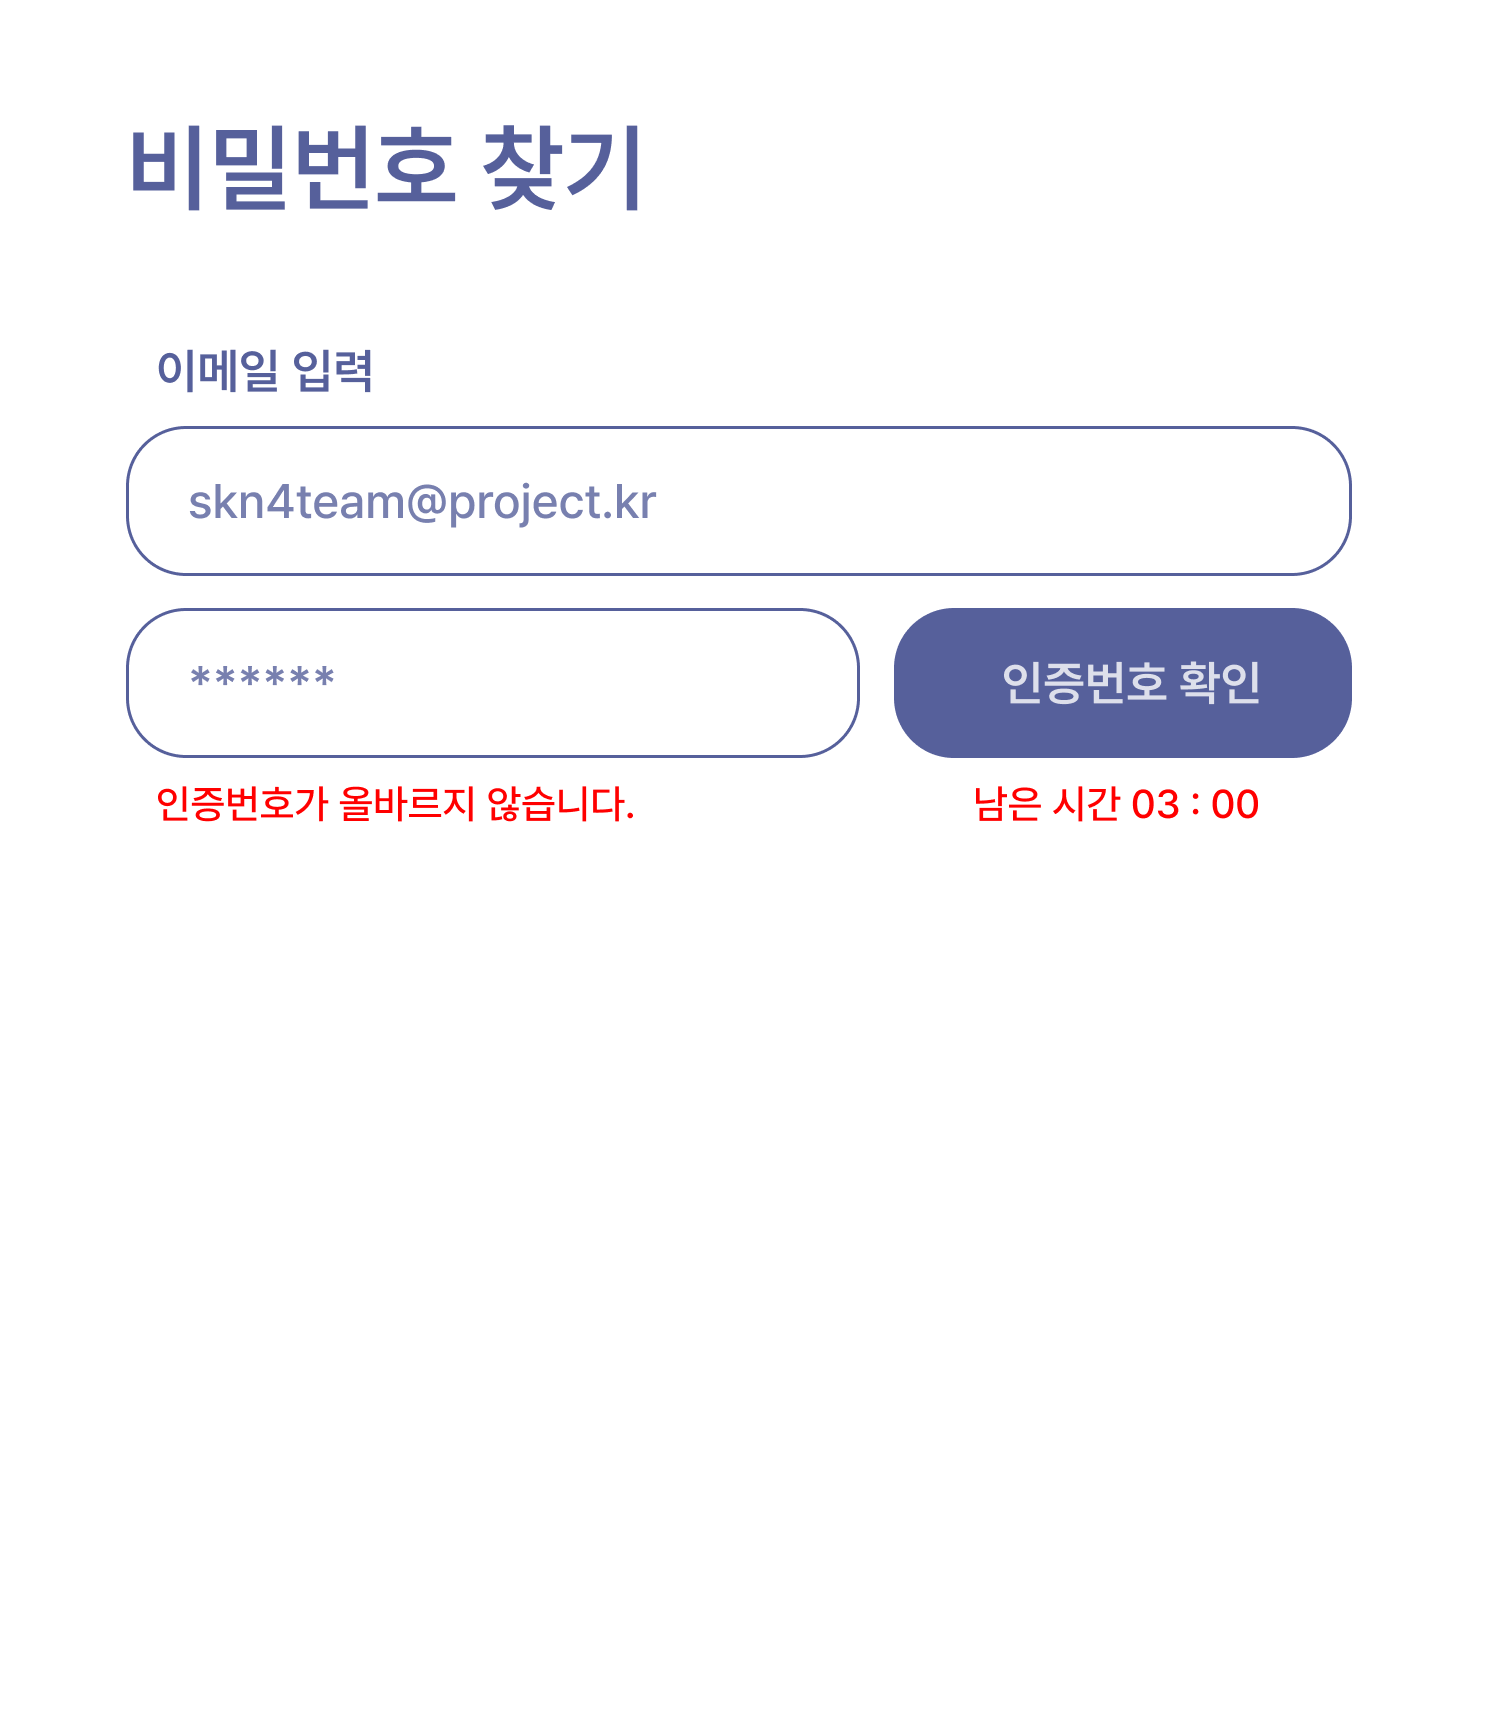 비밀번호 찾기
이메일 입력
skn4team@project.kr
******
인증번호 확인
인증번호가 올바르지 않습니다.
남은 시간 03 : 00